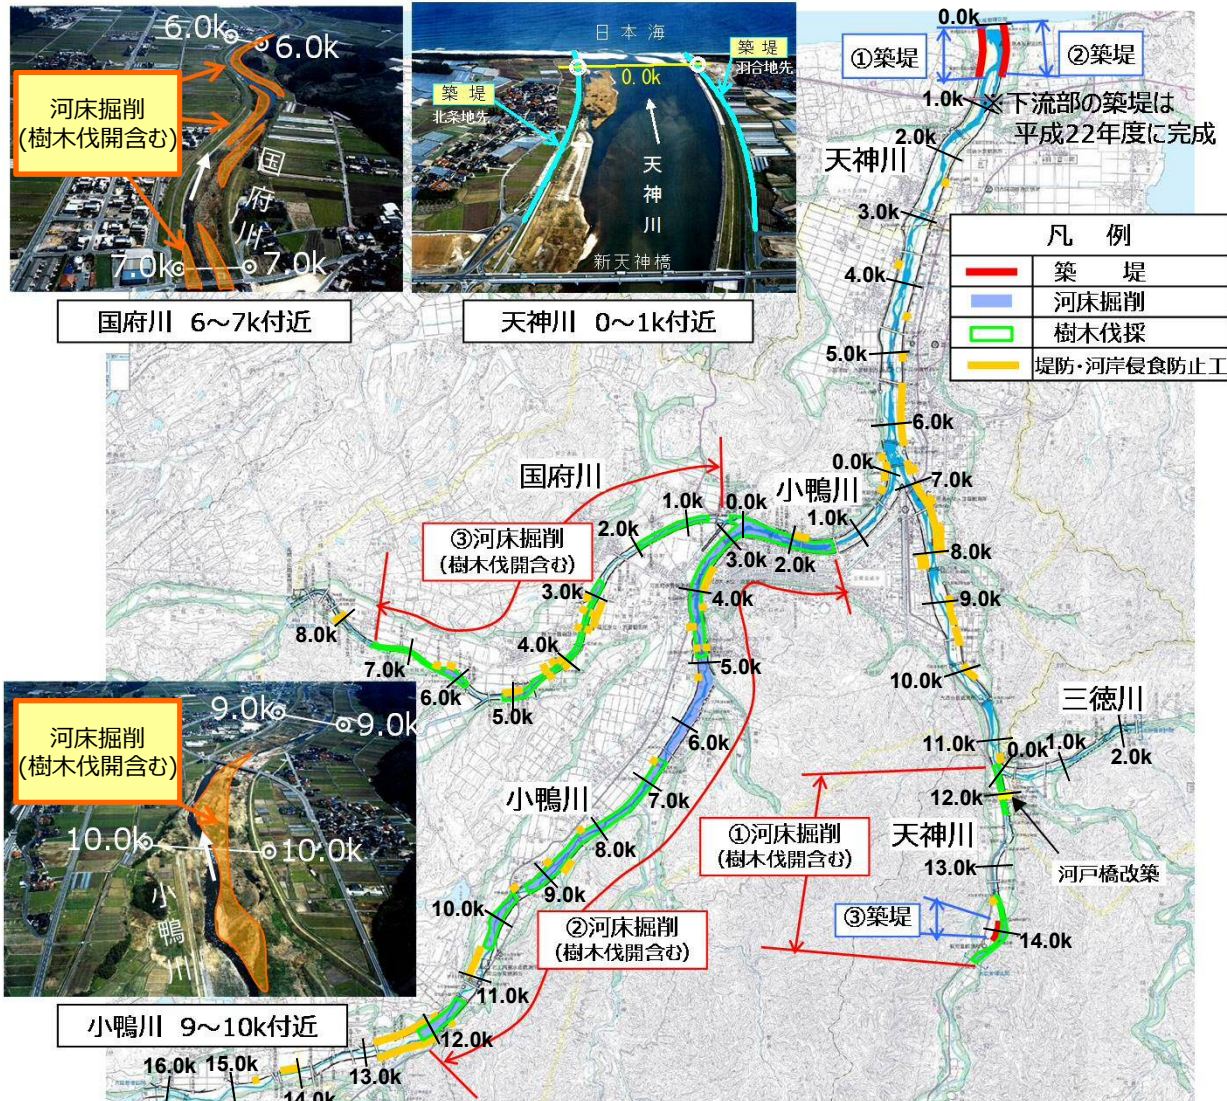 6.0k
6.0k
河床掘削
(樹木伐開含む)
国府川
7.0k
7.0k
国府川 6～7k付近
日本海
築堤
羽合地先
0.0k
築堤
北条地先
天神川
新天神橋
天神川 0～1k付近
0.0k
①築堤
②築堤
1.0k
※下流部の築堤は
平成22年度に完成
2.0k
天神川
3.0k
4.0k
5.0k
6.0k
凡 例
築 堤
河床掘削
樹木伐採
堤防・河岸侵食防止工
0.0k
7.0k
8.0k
9.0k
10.0k
11.0k
0.0k
1.0k
2.0k
三徳川
12.0k
天神川
13.0k
河戸橋改築
③築堤
14.0k
①河床掘削
(樹木伐開含む)
国府川
小鴨川
0.0k
1.0k
1.0k
2.0k
2.0k
③河床掘削
(樹木伐開含む)
3.0k
3.0k
4.0k
4.0k
5.0k
5.0k
6.0k
6.0k
7.0k
7.0k
8.0k
小鴨川
8.0k
9.0k
10.0k
②河床掘削
(樹木伐開含む)
11.0k
12.0k
13.0k
14.0k
15.0k
16.0k
9.0k
9.0k
河床掘削
(樹木伐開含む)
10.0k
10.0k
小鴨川
小鴨川 9～10k付近